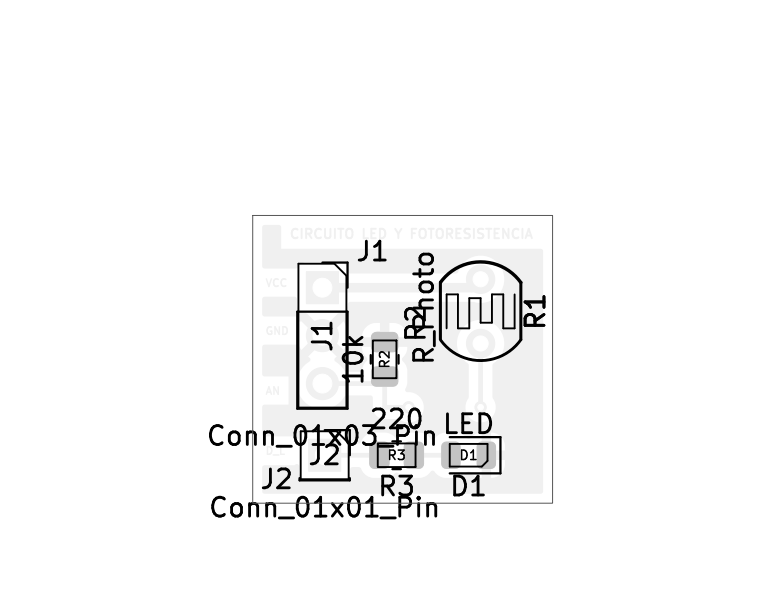 CIRCUITO LED Y FOTORESISTENCIA
J1
VCC
R_Photo
R2
R1
GND
J1
10k
R2
AN
220
LED
Conn_01x03_Pin
J2
R3
D1
J2
R3
D1
Conn_01x01_Pin